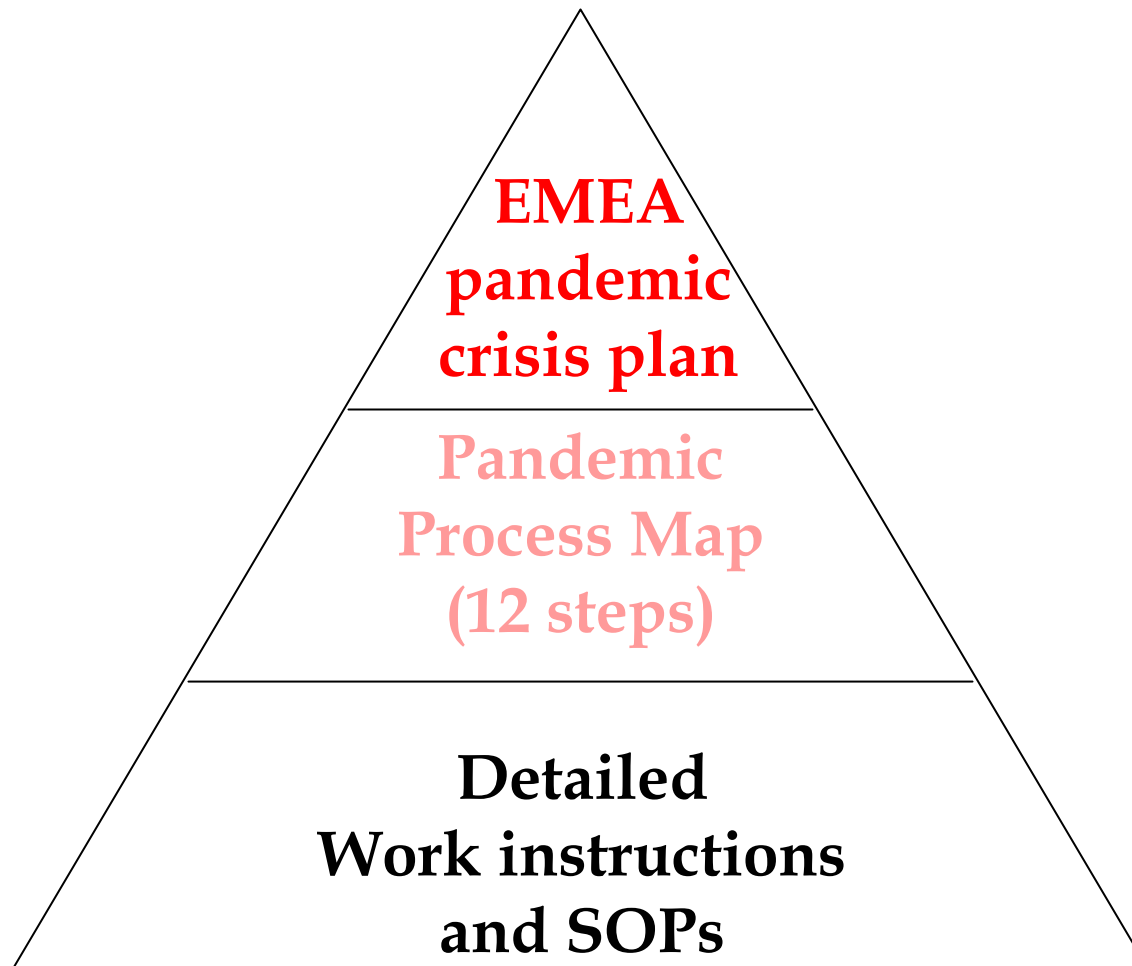 EMEA
pandemic
crisis plan
Pandemic
Process Map
(12 steps)
Detailed
Work instructions
and SOPs